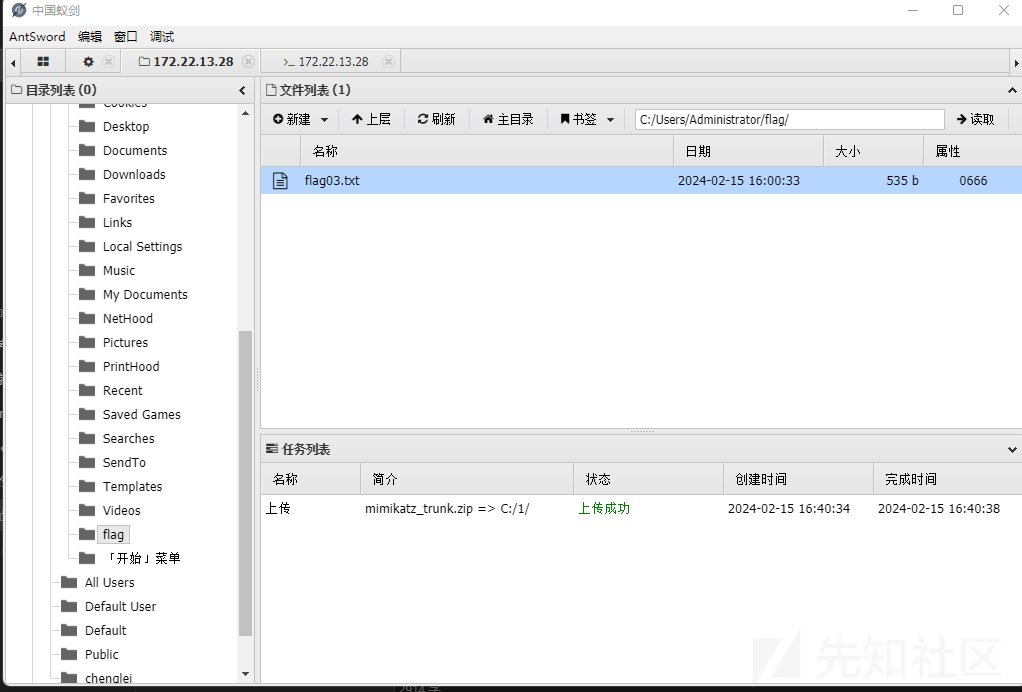 中国蚁剑
AntSword 编辑 窗口 调试
172.22.13.28 >_ 172.22.13.28
目录列表 (0)
Cookies
Desktop
Documents
Downloads
Favorites
Links
Local Settings
Music
My Documents
NetHood
Pictures
PrintHood
Recent
Saved Games
Searches
SendTo
Templates
Videos
flag
「开始」菜单
All Users
Default User
Default
Public
chenglei
文件列表 (1)
新建 上层 刷新 主目录 书签 C:/Users/Administrator/flag/ 读取
名称 日期 大小 属性
flag03.txt 2024-02-15 16:00:33 535 b 0666
任务列表
名称 简介 状态 创建时间 完成时间
上传 mimikatz_trunk.zip => C:/1/ 上传成功 2024-02-15 16:40:34 2024-02-15 16:40:38
先知社区